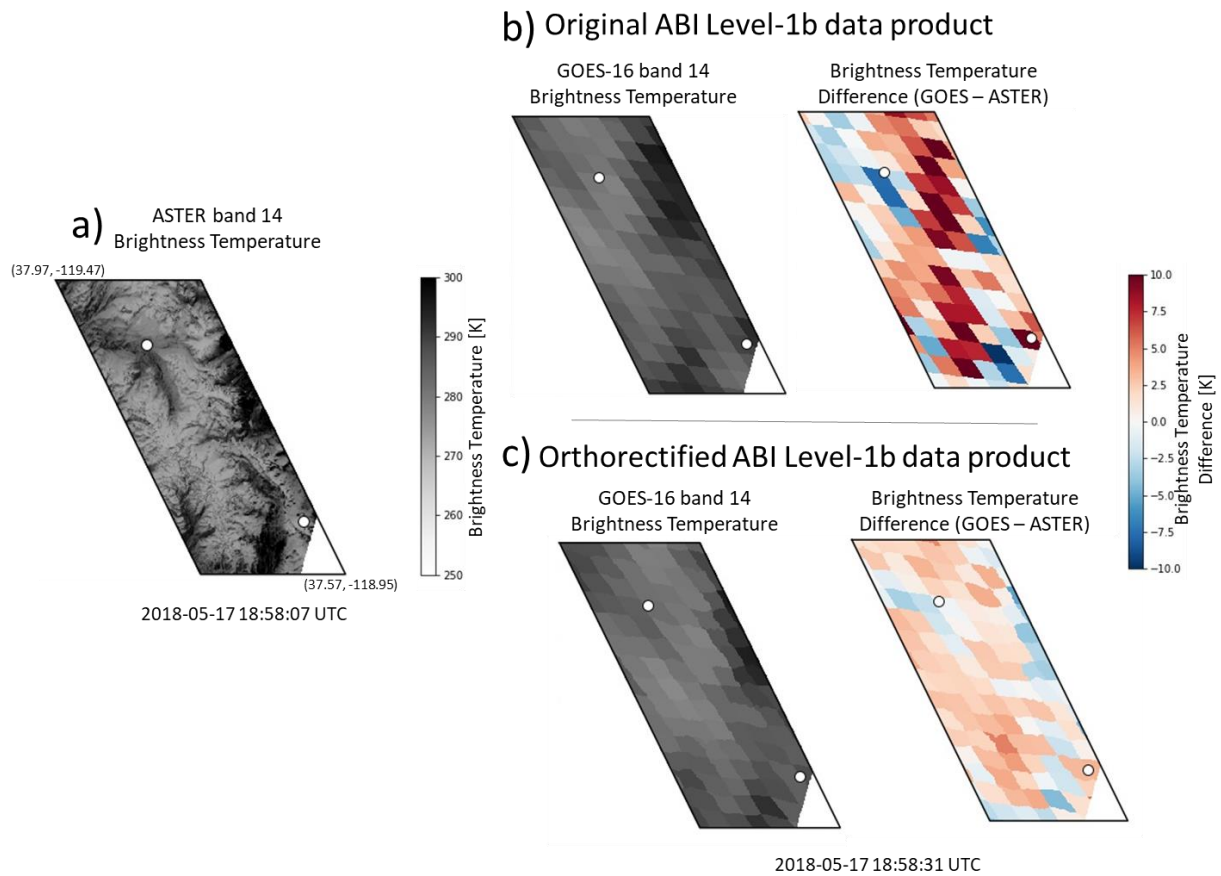 a)
ASTER band 14
Brightness Temperature
(37.97, -119.47)
(37.57, -118.95)
2018-05-17 18:58:07 UTC
300
290
280
270
260
250
Brightness Temperature [K]
b) Original ABI Level-1b data product
GOES-16 band 14
Brightness Temperature
Brightness Temperature
Difference (GOES – ASTER)
c) Orthorectified ABI Level-1b data product
GOES-16 band 14
Brightness Temperature
Brightness Temperature
Difference (GOES – ASTER)
2018-05-17 18:58:31 UTC
10.0
7.5
5.0
2.5
0.0
−2.5
−5.0
−7.5
−10.0
Brightness Temperature
Difference [K]